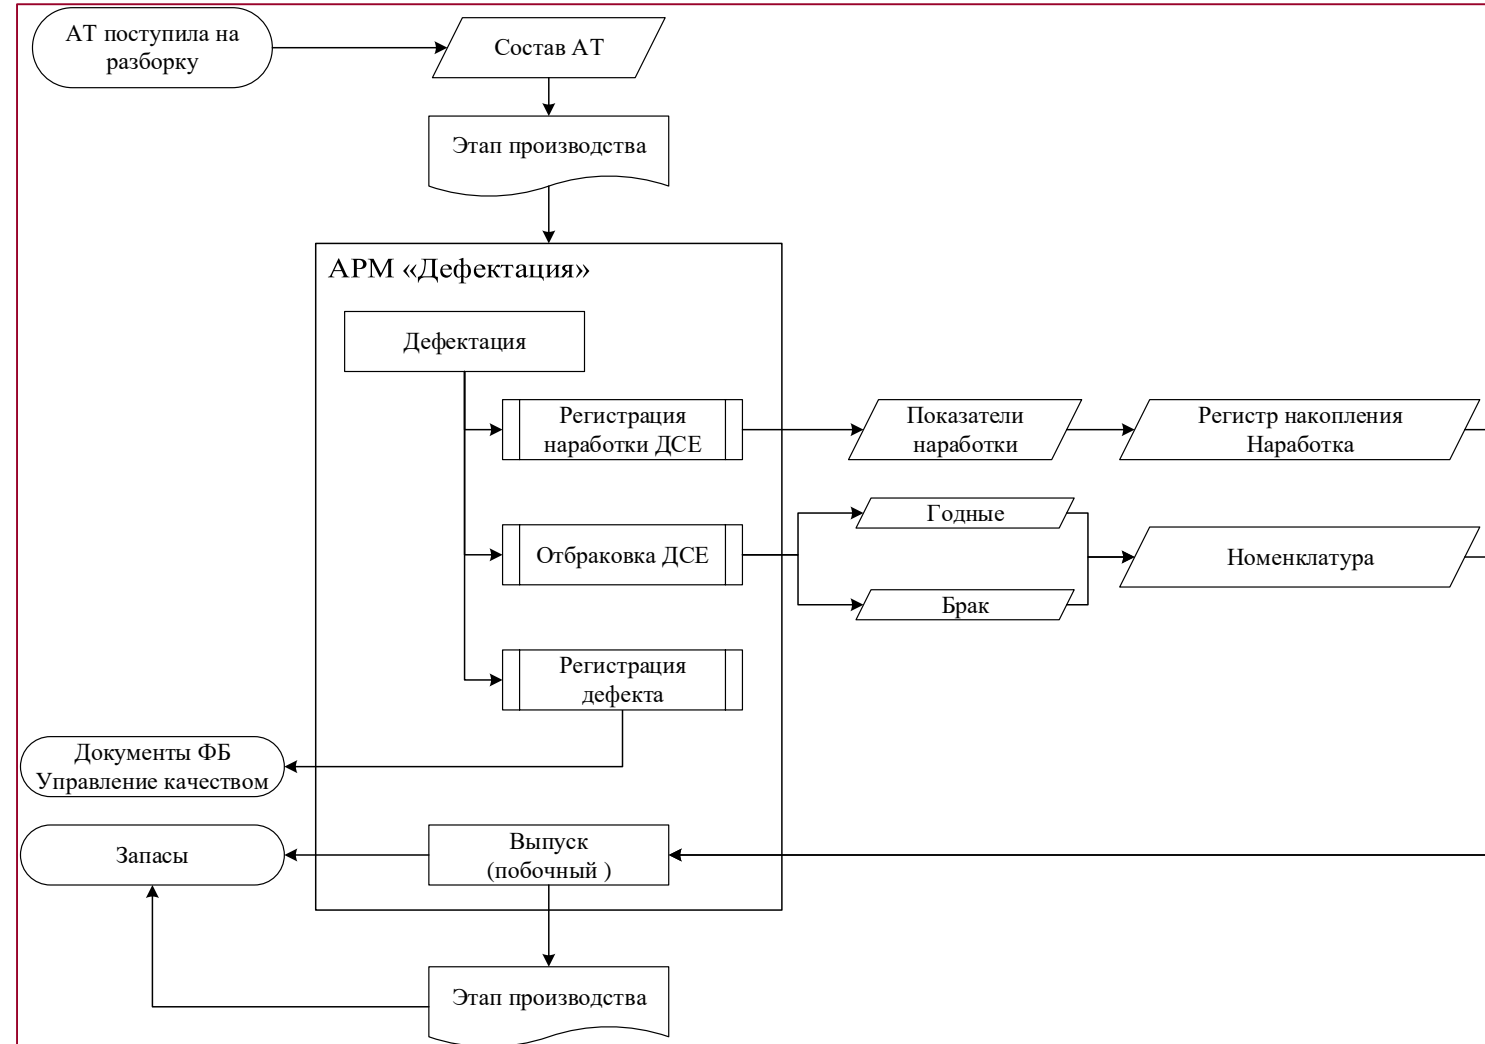 АТ поступила на
разборку
Состав АТ
Этап производства
АРМ «Дефектация»
Дефектация
Регистрация
наработки ДСЕ
Показатели
наработки
Регистр накопления
Наработка
Отбраковка ДСЕ
Годные
Брак
Номенклатура
Регистрация
дефекта
Документы ФБ
Управление качеством
Запасы
Выпуск
(побочный )
Этап производства